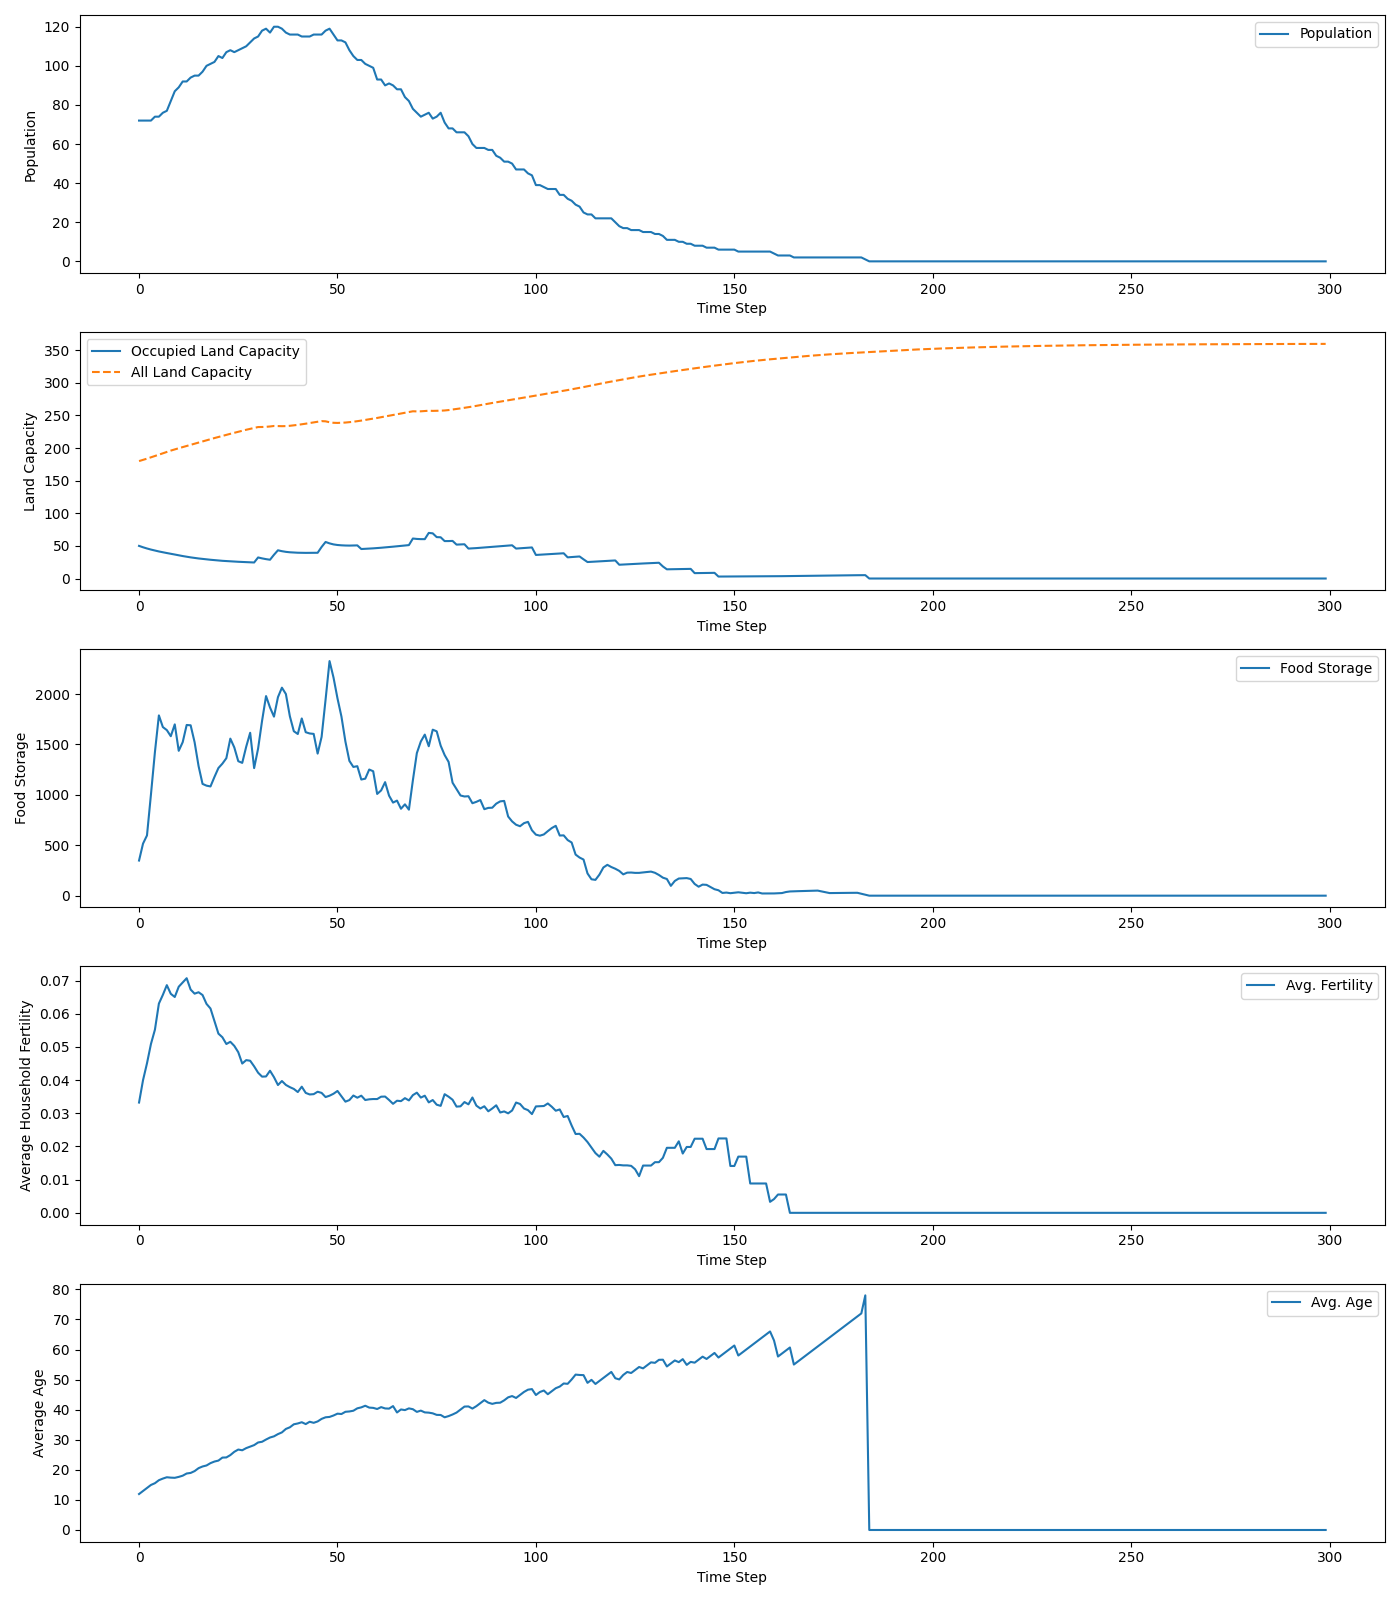 120
100
80
60
40
20
0
Population
Population
0 50 100 150 200 250 300
Time Step
350
300
250
200
150
100
50
0
Land Capacity
Occupied Land Capacity
All Land Capacity
0 50 100 150 200 250 300
Time Step
2000
1500
1000
500
0
Food Storage
Food Storage
0 50 100 150 200 250 300
Time Step
0.07
0.06
0.05
0.04
0.03
0.02
0.01
0.00
Average Household Fertility
Avg. Fertility
0 50 100 150 200 250 300
Time Step
80
70
60
50
40
30
20
10
0
Average Age
Avg. Age
0 50 100 150 200 250 300
Time Step